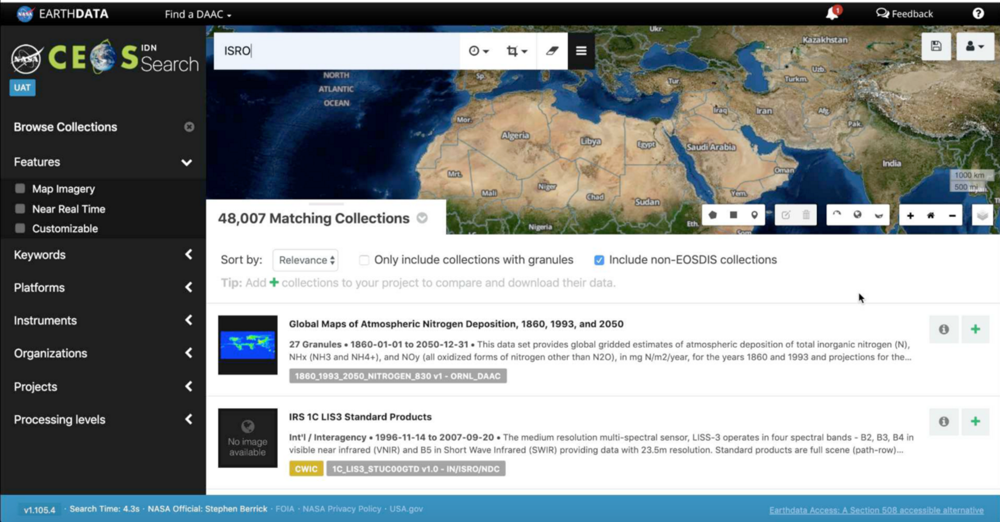 NASA EARTHDATA Find a DAAC 1 Feedback
NASA CEOS IDN Search
UAT
Browse Collections
Features
Map Imagery
Near Real Time
Customizable
Keywords
Platforms
Instruments
Organizations
Projects
Processing levels
ISRO
Ukr.
Kazakhstan
NORTH
ATLANTIC
OCEAN
Sp.
Tur.
Uzb.
Turkm.
Mor.
Algeria
Libya
Egypt
Iraq
Iran
Afg.
Pak.
Saudi Arabia
India
Oman
Mrt.
Mali
Niger
Chad
Sudan
Yem.
Nigeria
Eth.
Som.
1000 km
500 mi
48,007 Matching Collections
Sort by: Relevance Only include collections with granules Include non-EOSDIS collections
Tip: Add + collections to your project to compare and download their data.
Global Maps of Atmospheric Nitrogen Deposition, 1860, 1993, and 2050
27 Granules • 1860-01-01 to 2050-12-31 • This data set provides global gridded estimates of atmospheric deposition of total inorganic nitrogen (N),
NHx (NH3 and NH4+), and NOy (all oxidized forms of nitrogen other than N2O), in mg N/m2/year, for the years 1860 and 1993 and projections for the...
1860_1993_2050_NITROGEN_830 v1 - ORNL_DAAC
No image
available
IRS 1C LIS3 Standard Products
Int'l / Interagency • 1996-11-14 to 2007-09-20 • The medium resolution multi-spectral sensor, LISS-3 operates in four spectral bands - B2, B3, B4 in
visible near infrared (VNIR) and B5 in Short Wave Infrared (SWIR) providing data with 23.5m resolution. Standard products are full scene (path-row)...
CWIC 1C_LIS3_STUC00GTD v1.0 - IN/ISRO/NDC
v1.105.4 · Search Time: 4.3s · NASA Official: Stephen Berrick · FOIA · NASA Privacy Policy · USA.gov
Earthdata Access: A Section 508 accessible alternative